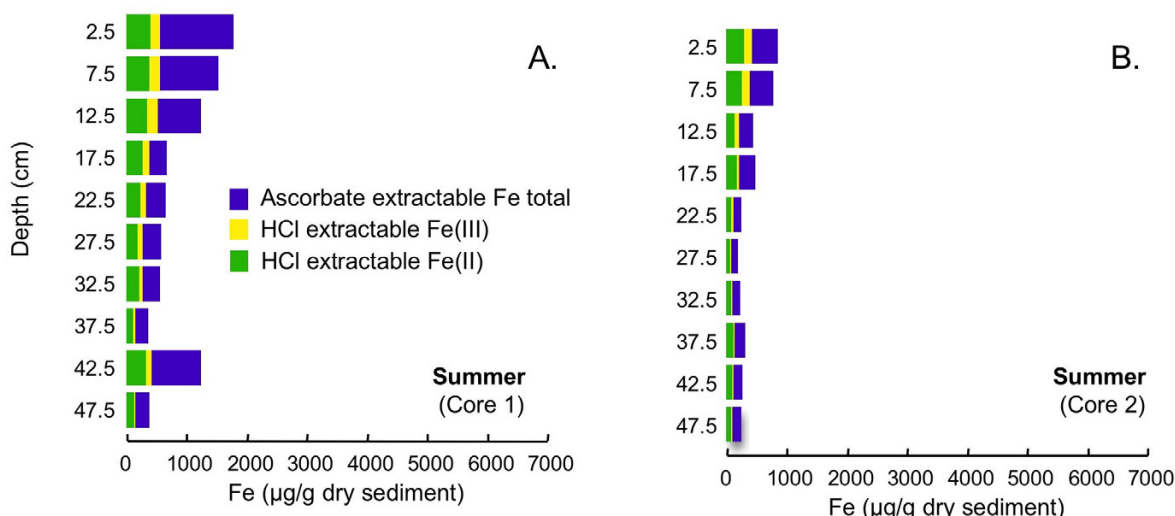 A.
Depth (cm)
2.5
7.5
12.5
17.5
22.5
27.5
32.5
37.5
42.5
47.5
Ascorbate extractable Fe total
HCl extractable Fe(III)
HCl extractable Fe(II)
Summer
(Core 1)
0 1000 2000 3000 4000 5000 6000 7000
Fe (µg/g dry sediment)
B.
2.5
7.5
12.5
17.5
22.5
27.5
32.5
37.5
42.5
47.5
Summer
(Core 2)
0 1000 2000 3000 4000 5000 6000 7000
Fe (µg/g dry sediment)